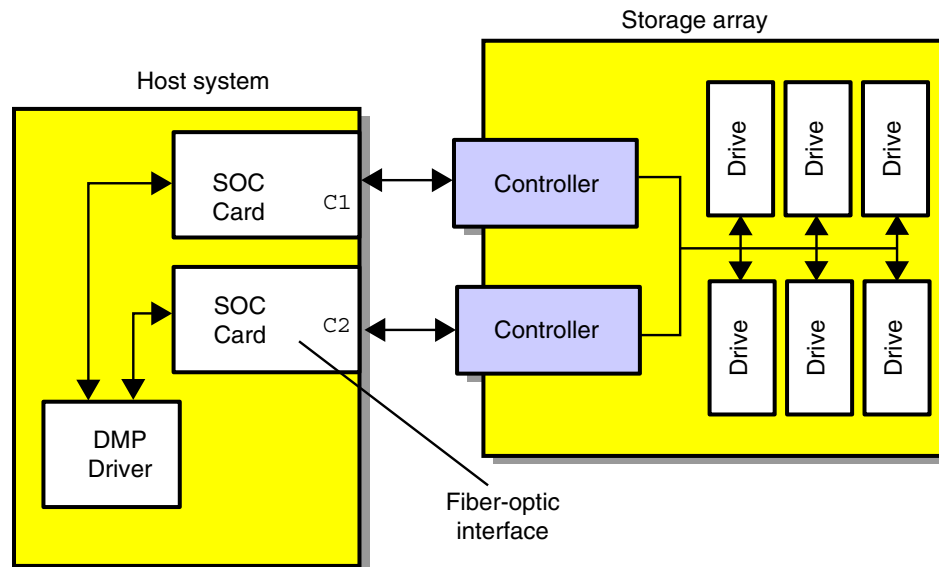 Storage array
Host system
SOC
Card
C1
Controller
Drive
Drive
Drive
SOC
Card
C2
Controller
Drive
Drive
Drive
DMP
Driver
Fiber-optic
interface